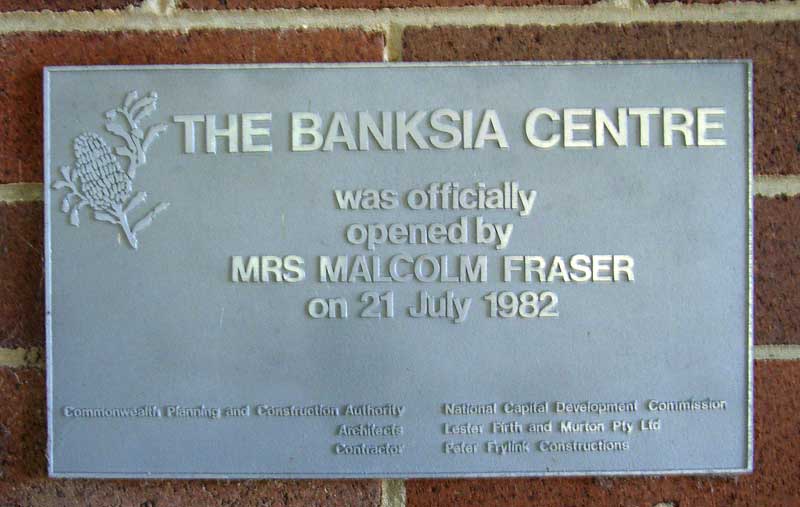 THE BANKSIA CENTRE
was officially
opened by
MRS MALCOLM FRASER
on 21 July 1982
Commonwealth Planning and Construction Authority National Capital Development Commission
Architects Lester Firth and Murton Pty Ltd
Contractor Peter Frylink Constructions